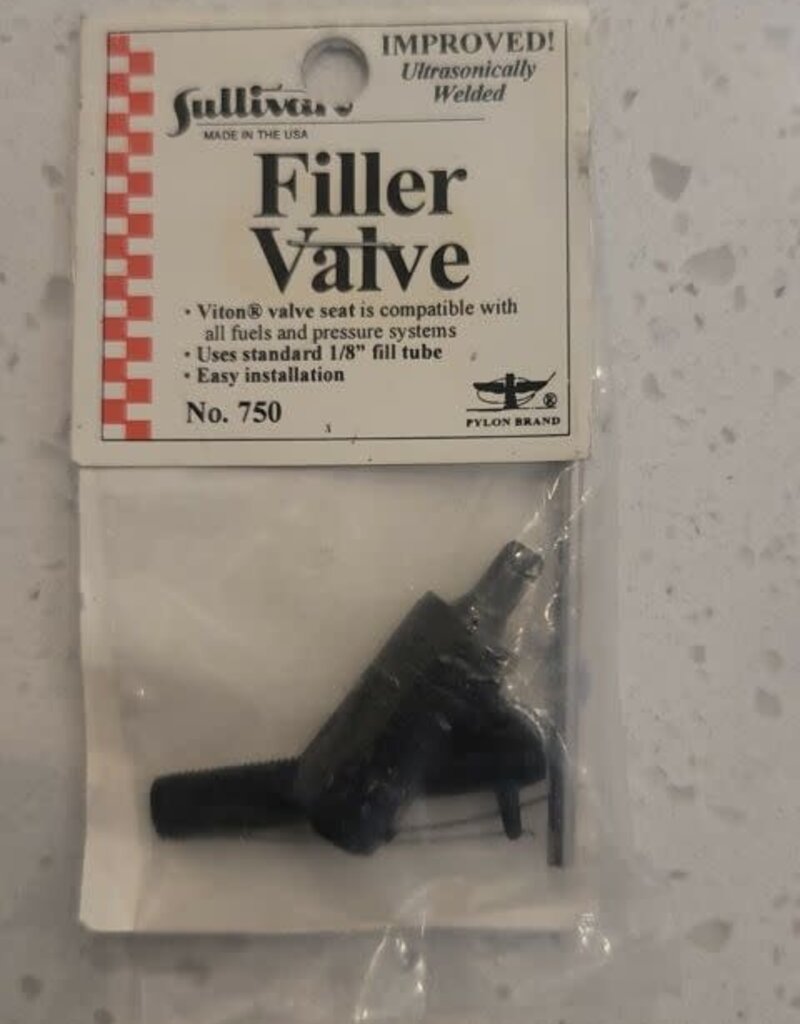 IMPROVED!
Ultrasonically
Welded
Sullivan
MADE IN THE USA
Filler
Valve
• Viton® valve seat is compatible with
all fuels and pressure systems
• Uses standard 1/8” fill tube
• Easy installation
No. 750
®
PYLON BRAND